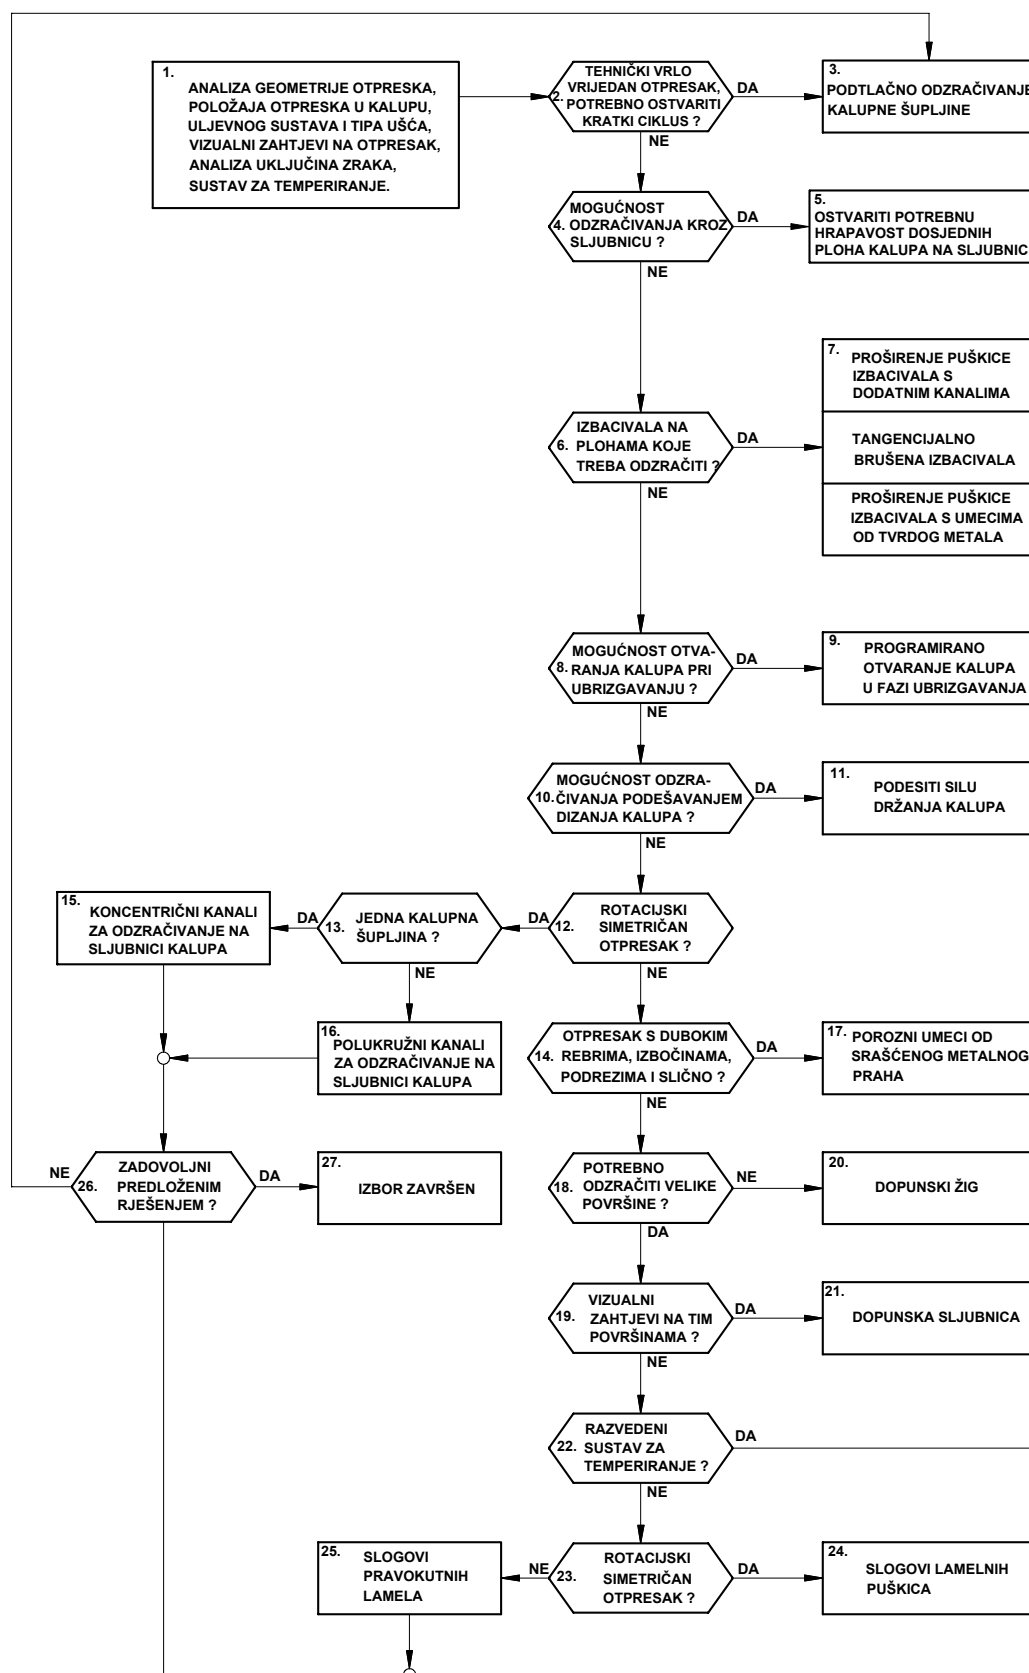 1.
ANALIZA GEOMETRIJE OTPRESKA,
POLOŽAJA OTPRESKA U KALUPU,
ULJEVNOG SUSTAVA I TIPA UŠĆA,
VIZUALNI ZAHTJEVI NA OTPRESAK,
ANALIZA UKLJUČINA ZRAKA,
SUSTAV ZA TEMPERIRANJE.
TEHNIČKI VRLO
VRIJEDAN OTPRESAK,
2. POTREBNO OSTVARITI
KRATKI CIKLUS ?
DA
NE
3.
PODTLAČNO ODZRAČIVANJE
KALUPNE ŠUPLJINE
MOGUĆNOST
4. ODZRAČIVANJA KROZ
SLJUBNICU ?
DA
NE
5.
OSTVARITI POTREBNU
HRAPAVOST DOSJEDNIH
PLOHA KALUPA NA SLJUBNIC
IZBACIVALA NA
6. PLOHAMA KOJE
TREBA ODZRAČITI ?
DA
NE
7. PROŠIRENJE PUŠKICE
IZBACIVALA S
DODATNIM KANALIMA
TANGENCIJALNO
BRUŠENA IZBACIVALA
PROŠIRENJE PUŠKICE
IZBACIVALA S UMECIMA
OD TVRDOG METALA
MOGUĆNOST OTVA-
8. RANJA KALUPA PRI
UBRIZGAVANJU ?
DA
NE
9. PROGRAMIRANO
OTVARANJE KALUPA
U FAZI UBRIZGAVANJA
MOGUĆNOST ODZRA-
10. ČIVANJA PODEŠAVANJEM
DIZANJA KALUPA ?
DA
NE
11.
PODESITI SILU
DRŽANJA KALUPA
ROTACIJSKI
12. SIMETRIČAN
OTPRESAK ?
DA
NE
JEDNA KALUPNA
13. ŠUPLJINA ?
DA
NE
15. KONCENTRIČNI KANALI
ZA ODZRAČIVANJE NA
SLJUBNICI KALUPA
16.
POLUKRUŽNI KANALI
ZA ODZRAČIVANJE NA
SLJUBNICI KALUPA
OTPRESAK S DUBOKIM
14. REBRIMA, IZBOČINAMA,
PODREZIMA I SLIČNO ?
DA
NE
17. POROZNI UMECI OD
SRAŠĆENOG METALNOG
PRAHA
POTREBNO
18. ODZRAČITI VELIKE
POVRŠINE ?
NE
DA
20.
DOPUNSKI ŽIG
ZADOVOLJNI
26. PREDLOŽENIM
RJEŠENJEM ?
NE
DA
27.
IZBOR ZAVRŠEN
VIZUALNI
19. ZAHTJEVI NA TIM
POVRŠINAMA ?
DA
NE
21.
DOPUNSKA SLJUBNICA
RAZVEDENI
22. SUSTAV ZA
TEMPERIRANJE ?
DA
NE
ROTACIJSKI
23. SIMETRIČAN
OTPRESAK ?
NE
DA
25. SLOGOVI
PRAVOKUTNIH
LAMELA
24.
SLOGOVI LAMELNIH
PUŠKICA